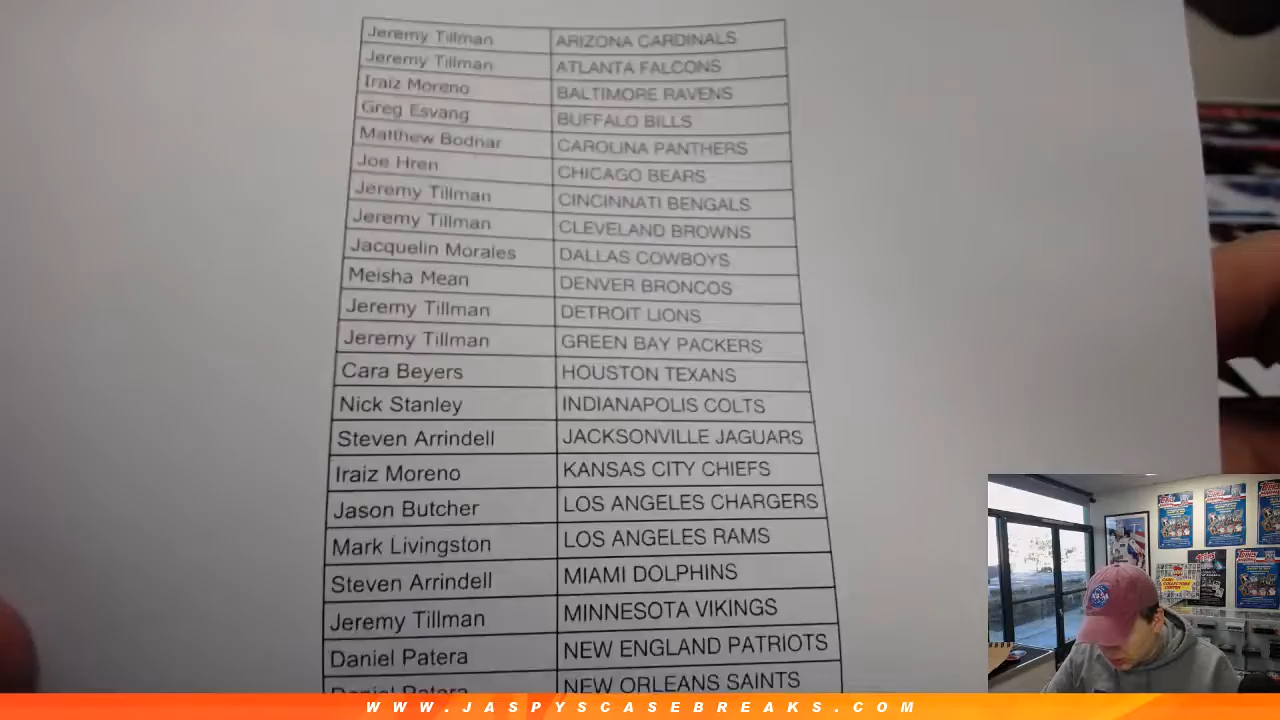 Jeremy Tillman ARIZONA CARDINALS
Jeremy Tillman ATLANTA FALCONS
Iraiz Moreno BALTIMORE RAVENS
Greg Esvang BUFFALO BILLS
Matthew Bodnar CAROLINA PANTHERS
Joe Hren CHICAGO BEARS
Jeremy Tillman CINCINNATI BENGALS
Jeremy Tillman CLEVELAND BROWNS
Jacquelin Morales DALLAS COWBOYS
Meisha Mean DENVER BRONCOS
Jeremy Tillman DETROIT LIONS
Jeremy Tillman GREEN BAY PACKERS
Cara Beyers HOUSTON TEXANS
Nick Stanley INDIANAPOLIS COLTS
Steven Arrindell JACKSONVILLE JAGUARS
Iraiz Moreno KANSAS CITY CHIEFS
Jason Butcher LOS ANGELES CHARGERS
Mark Livingston LOS ANGELES RAMS
Steven Arrindell MIAMI DOLPHINS
Jeremy Tillman MINNESOTA VIKINGS
Daniel Patera NEW ENGLAND PATRIOTS
Daniel Patera NEW ORLEANS SAINTS
NASA
WWW.JASPYSCASEBREAKS.COM